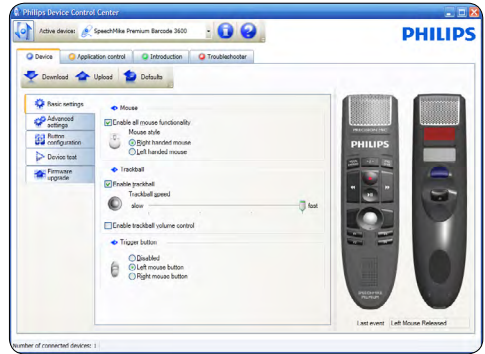 Philips Device Control Center
Active device: SpeechMike Premium Barcode 3600
PHILIPS
Device Application control Introduction Troubleshooter
Download Upload Defaults
Basic settings
Advanced settings
Button configuration
Device test
Firmware upgrade
Mouse
Enable all mouse functionality
Mouse style
Right handed mouse
Left handed mouse
Trackball
Enable trackball
Trackball speed
slow fast
Enable trackball volume control
Trigger button
Disabled
Left mouse button
Right mouse button
PHILIPS
SPEECHMIKE
PREMIUM
Last event Left Mouse Released
Number of connected devices: 1